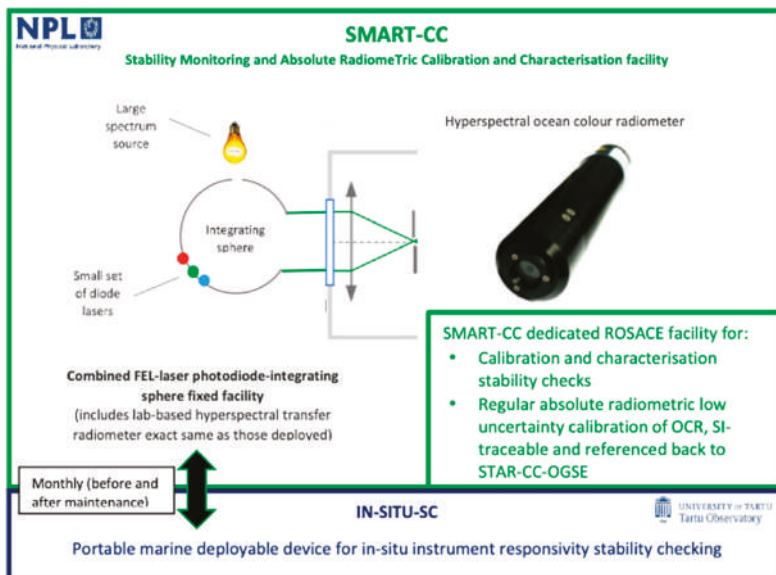 NPL
National Physical Laboratory
SMART-CC
Stability Monitoring and Absolute RadiomeTric Calibration and Characterisation facility
Large
spectrum
source
Hyperspectral ocean colour radiometer
Integrating
sphere
Small set
of diode
lasers
Combined FEL-laser photodiode-integrating
sphere fixed facility
(includes lab-based hyperspectral transfer
radiometer exact same as those deployed)
SMART-CC dedicated ROSACE facility for:
• Calibration and characterisation
stability checks
• Regular absolute radiometric low
uncertainty calibration of OCR, SI-
traceable and referenced back to
STAR-CC-OGSE
Monthly (before and
after maintenance)
IN-SITU-SC
UNIVERSITY OF TARTU
Tartu Observatory
Portable marine deployable device for in-situ instrument responsivity stability checking